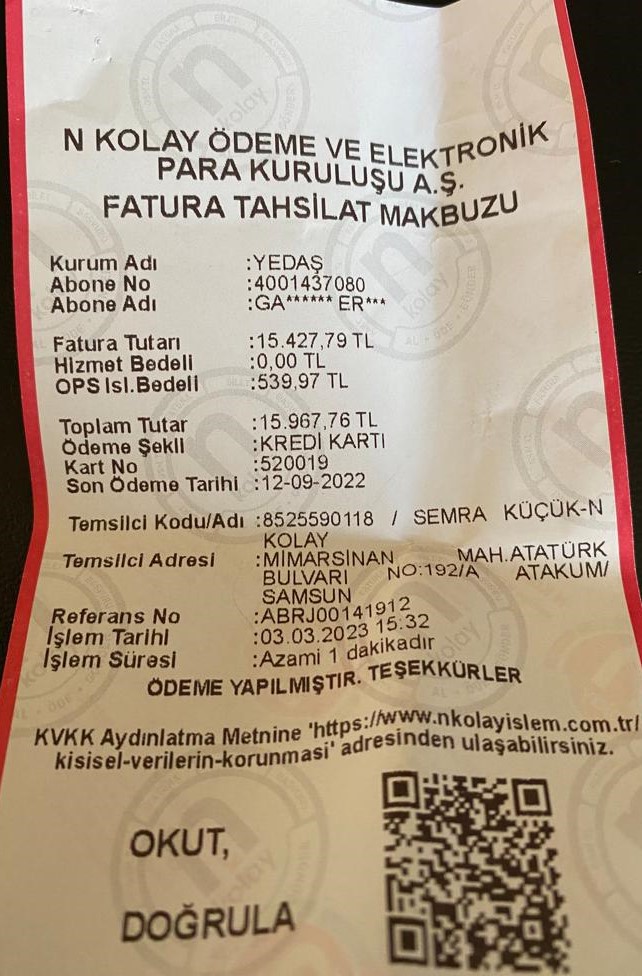 N KOLAY ÖDEME VE ELEKTRONİK
PARA KURULUŞU A.Ş.
FATURA TAHSİLAT MAKBUZU
Kurum Adı :YEDAŞ
Abone No :4001437080
Abone Adı :GA****** ER***
Fatura Tutarı :15.427,79 TL
Hizmet Bedeli :0,00 TL
OPS İşl.Bedeli :539,97 TL
Toplam Tutar :15.967,76 TL
Ödeme Şekli :KREDİ KARTI
Kart No :520019
Son Ödeme Tarihi :12-09-2022
Temsilci Kodu/Adı :8525590118 / SEMRA KÜÇÜK-N
KOLAY
Temsilci Adresi :MİMARSİNAN MAH.ATATÜRK
BULVARI NO:192/A ATAKUM/
SAMSUN
Referans No :ABRJ00141912
İşlem Tarihi :03.03.2023 15:32
İşlem Süresi :Azami 1 dakikadır
ÖDEME YAPILMIŞTIR. TEŞEKKÜRLER
KVKK Aydınlatma Metnine 'https://www.nkolayislem.com.tr/
kisisel-verilerin-korunmasi' adresinden ulaşabilirsiniz.
OKUT,
DOĞRULA